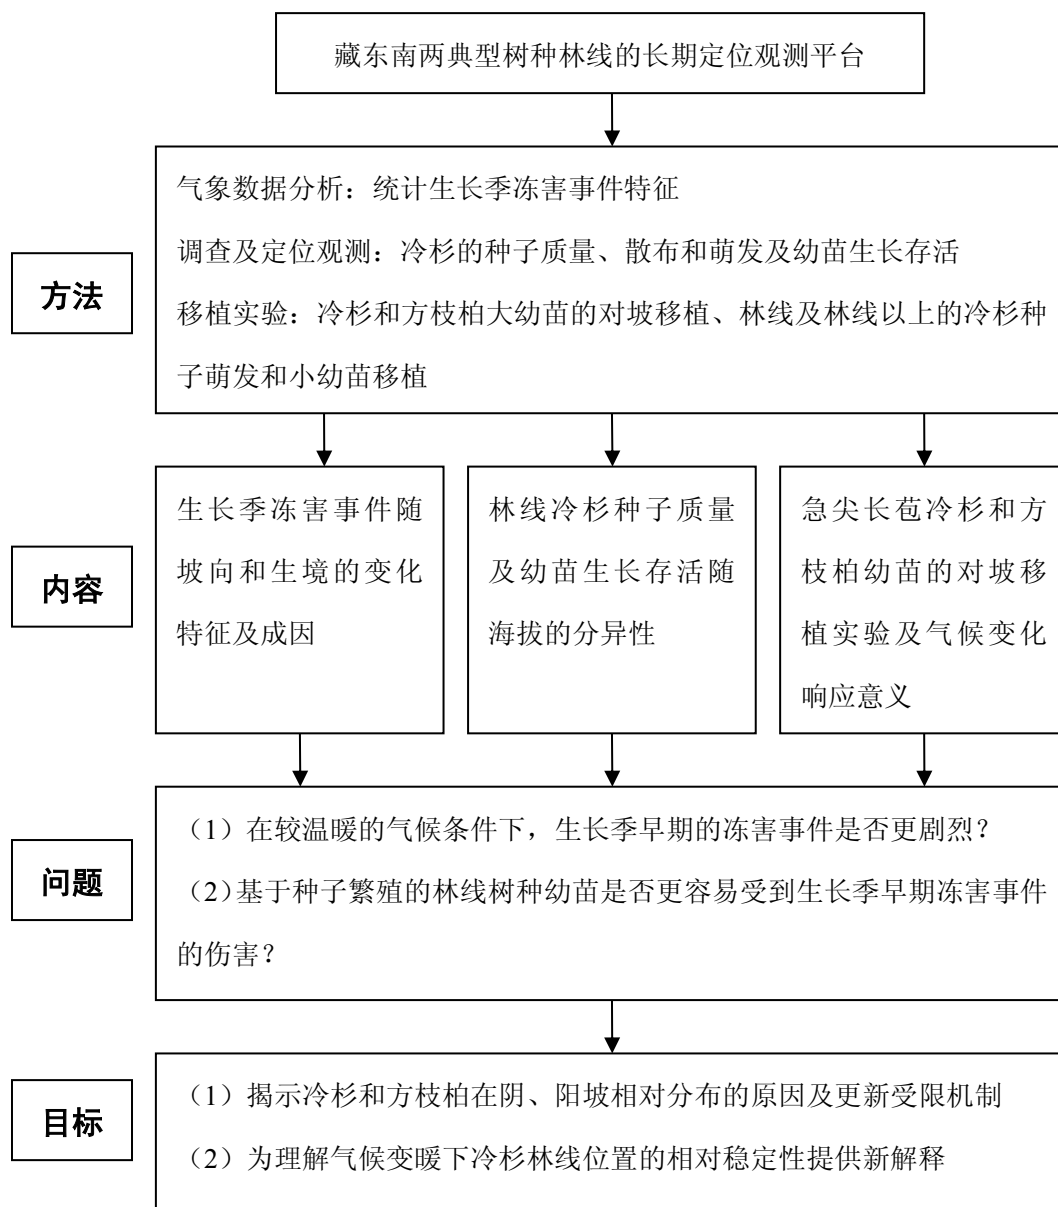 藏东南两典型树种林线的长期定位观测平台
方法
气象数据分析：统计生长季冻害事件特征
调查及定位观测：冷杉的种子质量、散布和萌发及幼苗生长存活
移植实验：冷杉和方枝柏大幼苗的对坡移植、林线及林线以上的冷杉种
子萌发和小幼苗移植
内容
生长季冻害事件随
坡向和生境的变化
特征及成因
林线冷杉种子质量
及幼苗生长存活随
海拔的分异性
急尖长苞冷杉和方
枝柏幼苗的对坡移
植实验及气候变化
响应意义
问题
（1）在较温暖的气候条件下，生长季早期的冻害事件是否更剧烈？
（2）基于种子繁殖的林线树种幼苗是否更容易受到生长季早期冻害事件
的伤害？
目标
（1）揭示冷杉和方枝柏在阴、阳坡相对分布的原因及更新受限机制
（2）为理解气候变暖下冷杉林线位置的相对稳定性提供新解释